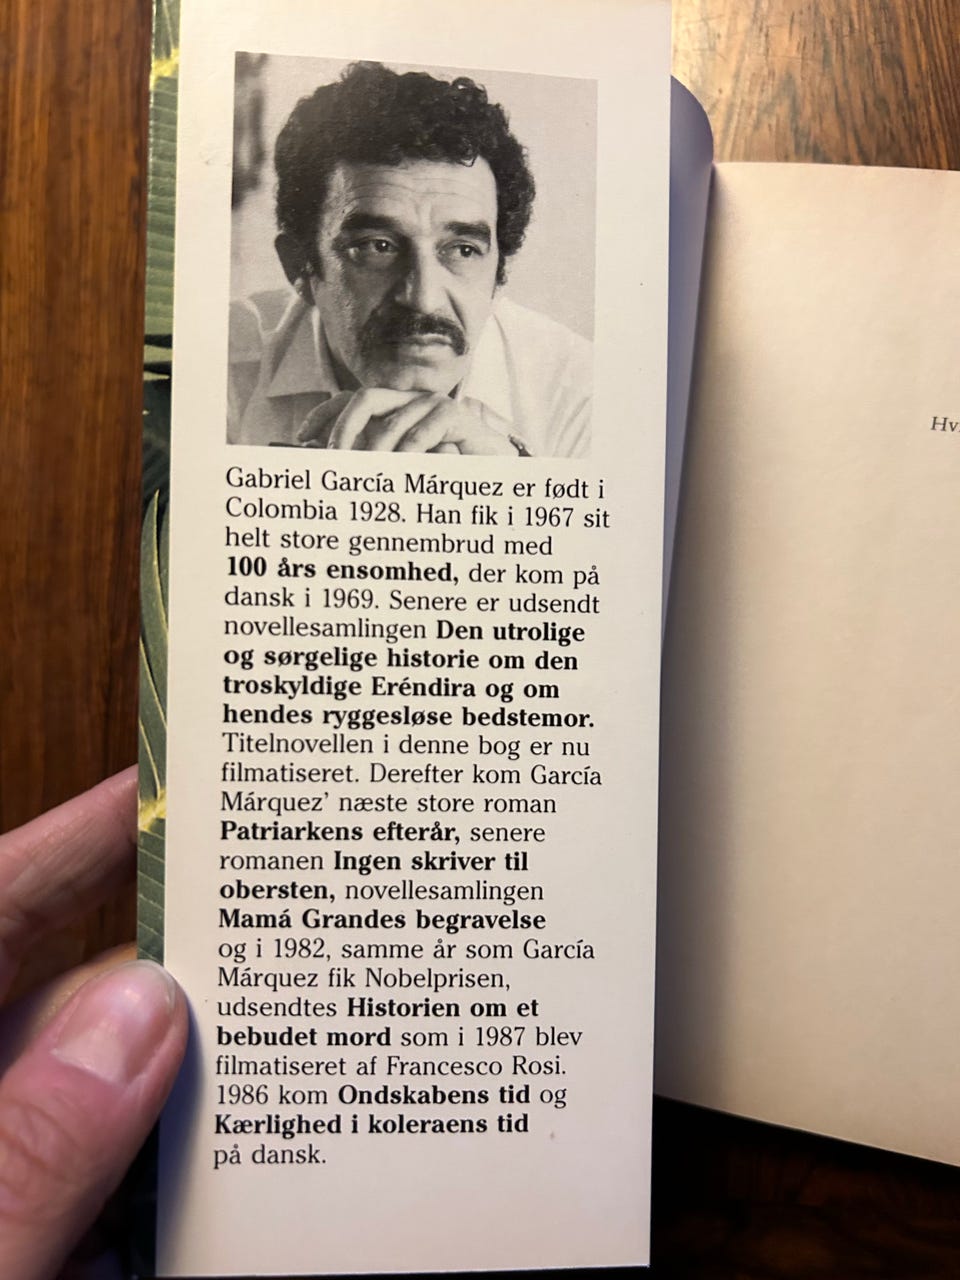 Gabriel García Márquez er født i
Colombia 1928. Han fik i 1967 sit
helt store gennembrud med
100 års ensomhed, der kom på
dansk i 1969. Senere er udsendt
novellesamlingen Den utrolige
og sørgelige historie om den
troskyldige Eréndira og om
hendes ryggesløse bedstemor.
Titelnovellen i denne bog er nu
filmatiseret. Derefter kom García
Márquez’ næste store roman
Patriarkens efterår, senere
romanen Ingen skriver til
obersten, novellesamlingen
Mamá Grandes begravelse
og i 1982, samme år som García
Márquez fik Nobelprisen,
udsendtes Historien om et
bebudet mord som i 1987 blev
filmatiseret af Francesco Rosi.
1986 kom Ondskabens tid og
Kærlighed i koleraens tid
på dansk.